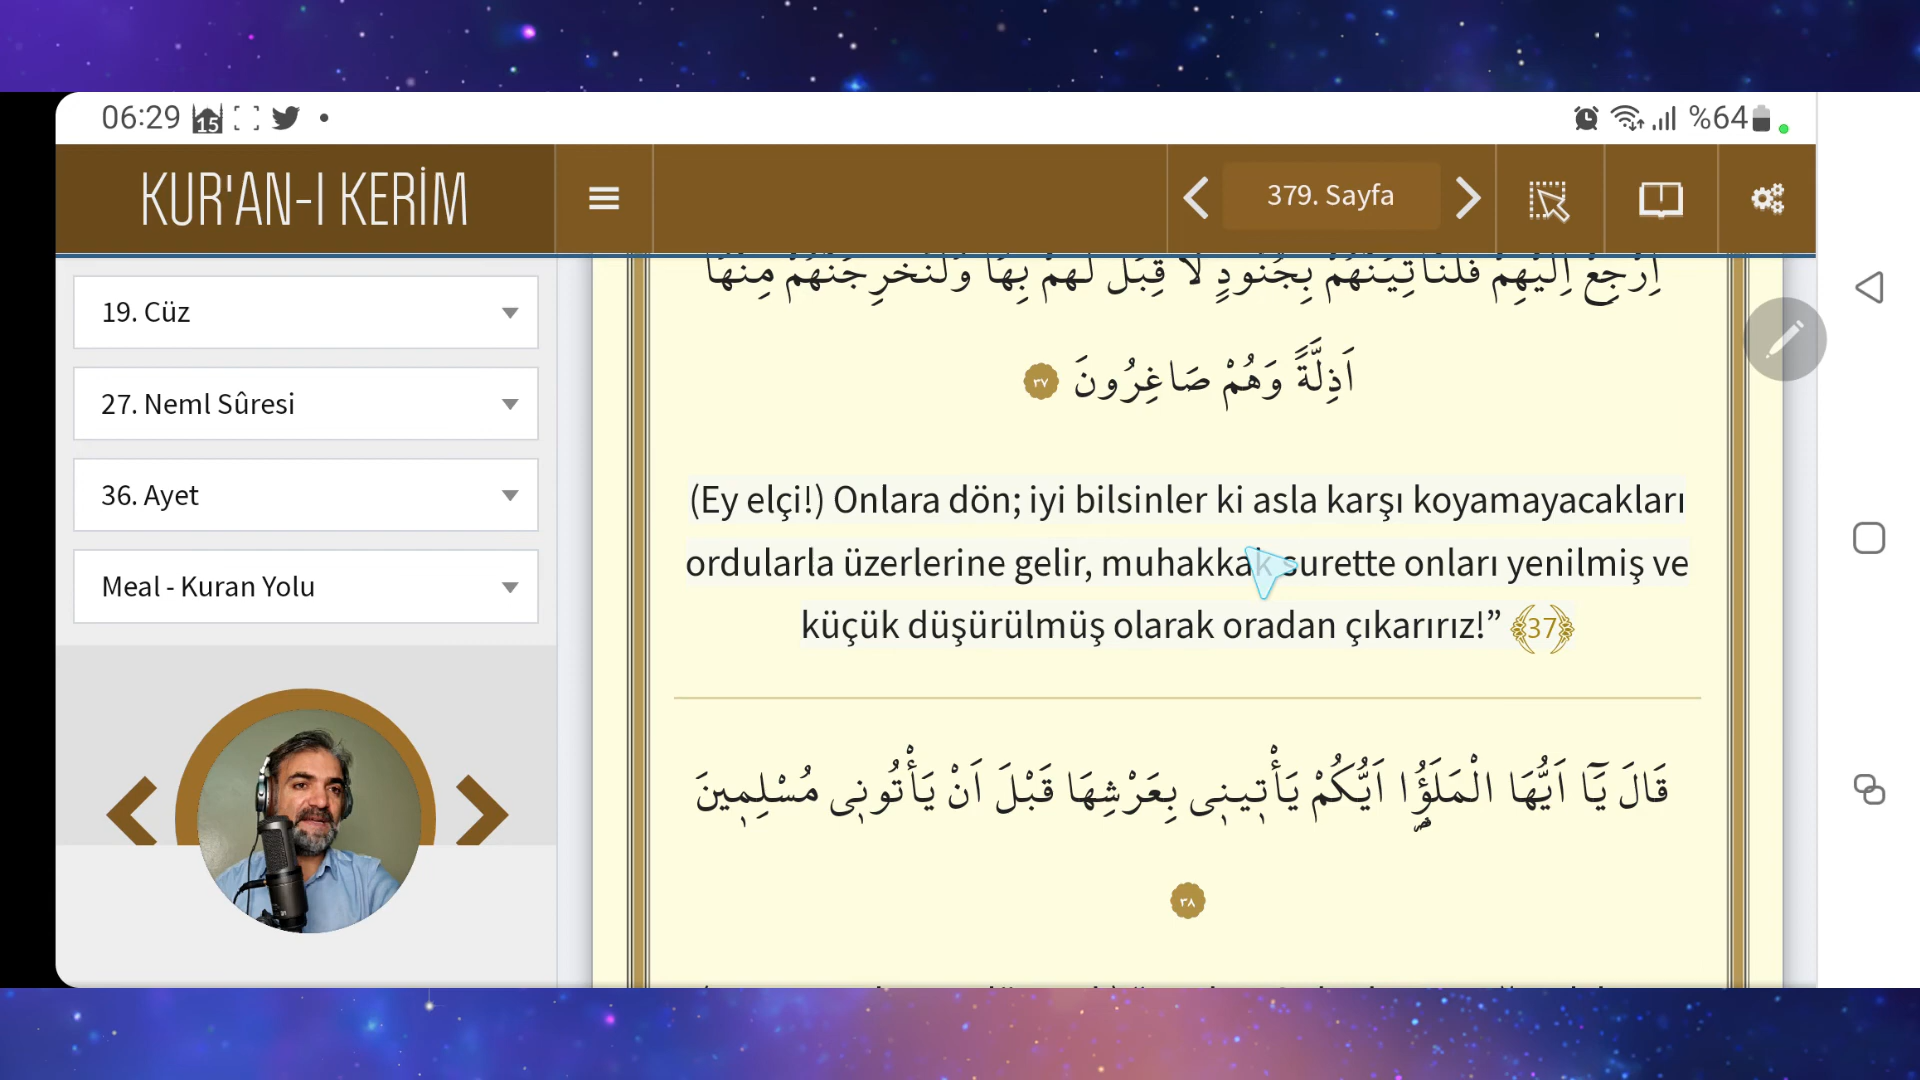 06:29 15 %64
KUR'AN-I KERİM
379. Sayfa
19. Cüz
27. Neml Sûresi
36. Ayet
Meal - Kuran Yolu
اِرْجِعْ اِلَيْهِمْ فَلَنَأْتِيَنَّهُمْ بِجُنُودٍ لَا قِبَلَ لَهُمْ بِهَا وَلَنُخْرِجَنَّهُمْ مِنْهَا
اَذِلَّةً وَهُمْ صَاغِرُونَ ٣٧
(Ey elçi!) Onlara dön; iyi bilsinler ki asla karşı koyamayacakları
ordularla üzerlerine gelir, muhakkak surette onları yenilmiş ve
küçük düşürülmüş olarak oradan çıkarırız!” 37
قَالَ يَٓا اَيُّهَا الْمَلَؤُ۬ا اَيُّكُمْ يَأْت۪ين۪ى بِعَرْشِهَا قَبْلَ اَنْ يَأْتُون۪ى مُسْلِم۪ينَ
٣٨